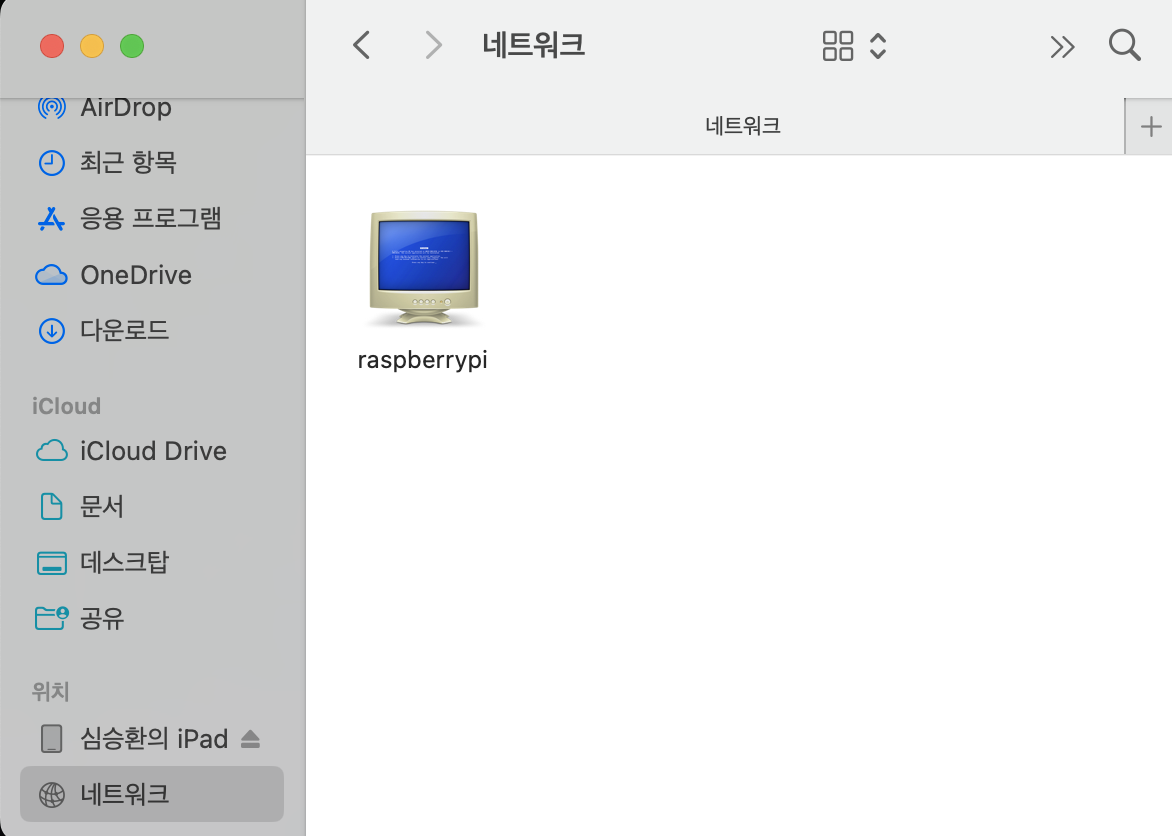 네트워크
AirDrop
최근 항목
응용 프로그램
OneDrive
다운로드
iCloud
iCloud Drive
문서
데스크탑
공유
위치
심승환의 iPad
네트워크
네트워크
raspberrypi